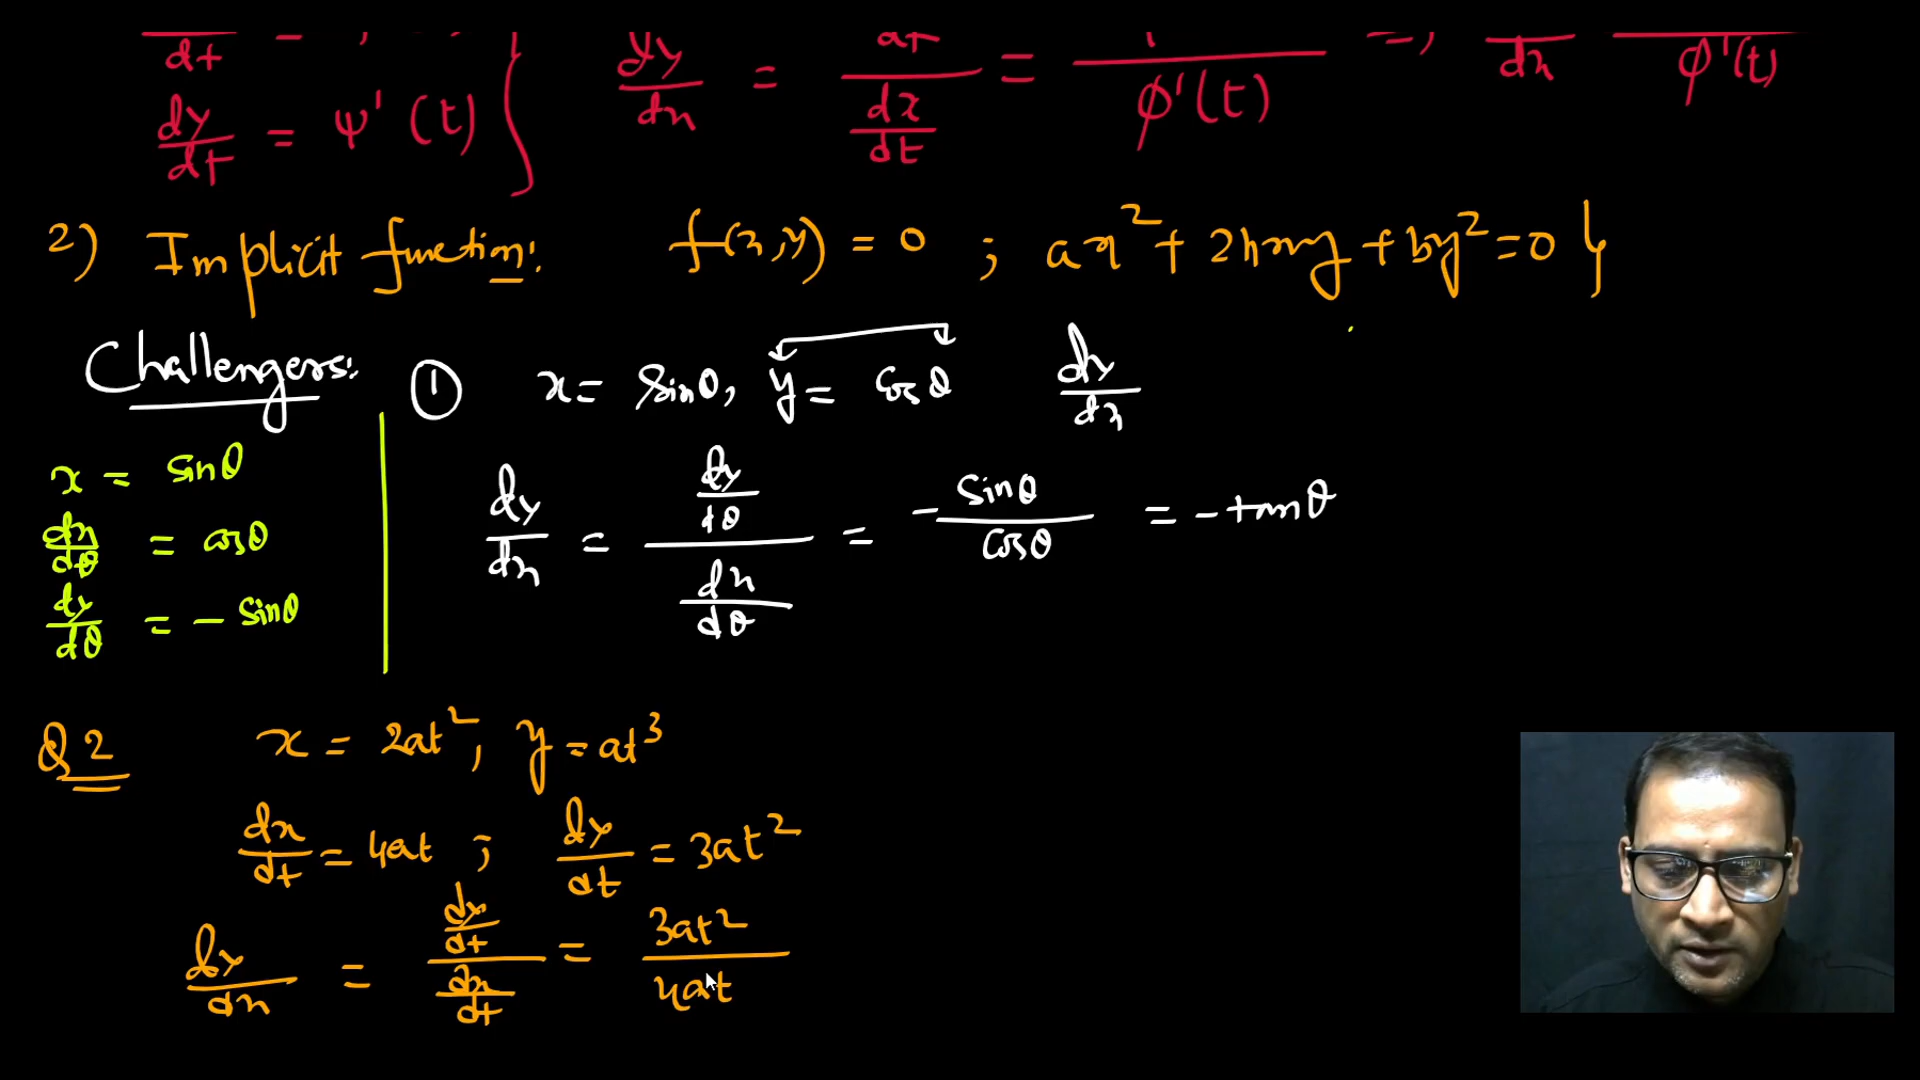 dt
dy/dt = ψ'(t) } dy/dx = dt / (dx/dt) = / φ'(t) ⇒ dx φ'(t)
2) Implicit function: f(x,y) = 0 ; ax² + 2hxy + by² = 0 }
Challengers: ① x = sinθ, y = cosθ dy/dx
x = sinθ
dx/dθ = cosθ
dy/dθ = - sinθ
dy/dx = (dy/dθ) / (dx/dθ) = - sinθ/cosθ = - tanθ
Q2 x = 2at², y = at³
dx/dt = 4at ; dy/dt = 3at²
dy/dx = (dy/dt) / (dx/dt) = 3at²/4at